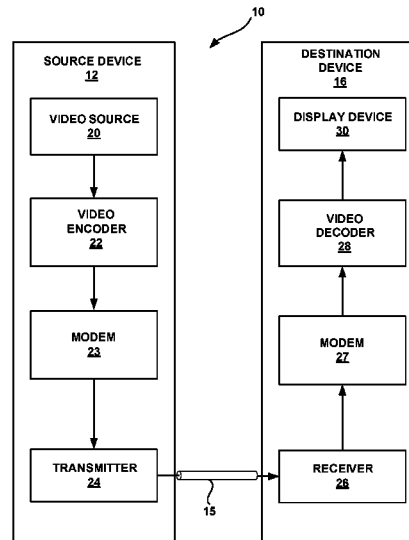 10
SOURCE DEVICE
12
VIDEO SOURCE
20
VIDEO
ENCODER
22
MODEM
23
TRANSMITTER
24
15
DESTINATION
DEVICE
16
DISPLAY DEVICE
30
VIDEO
DECODER
28
MODEM
27
RECEIVER
26